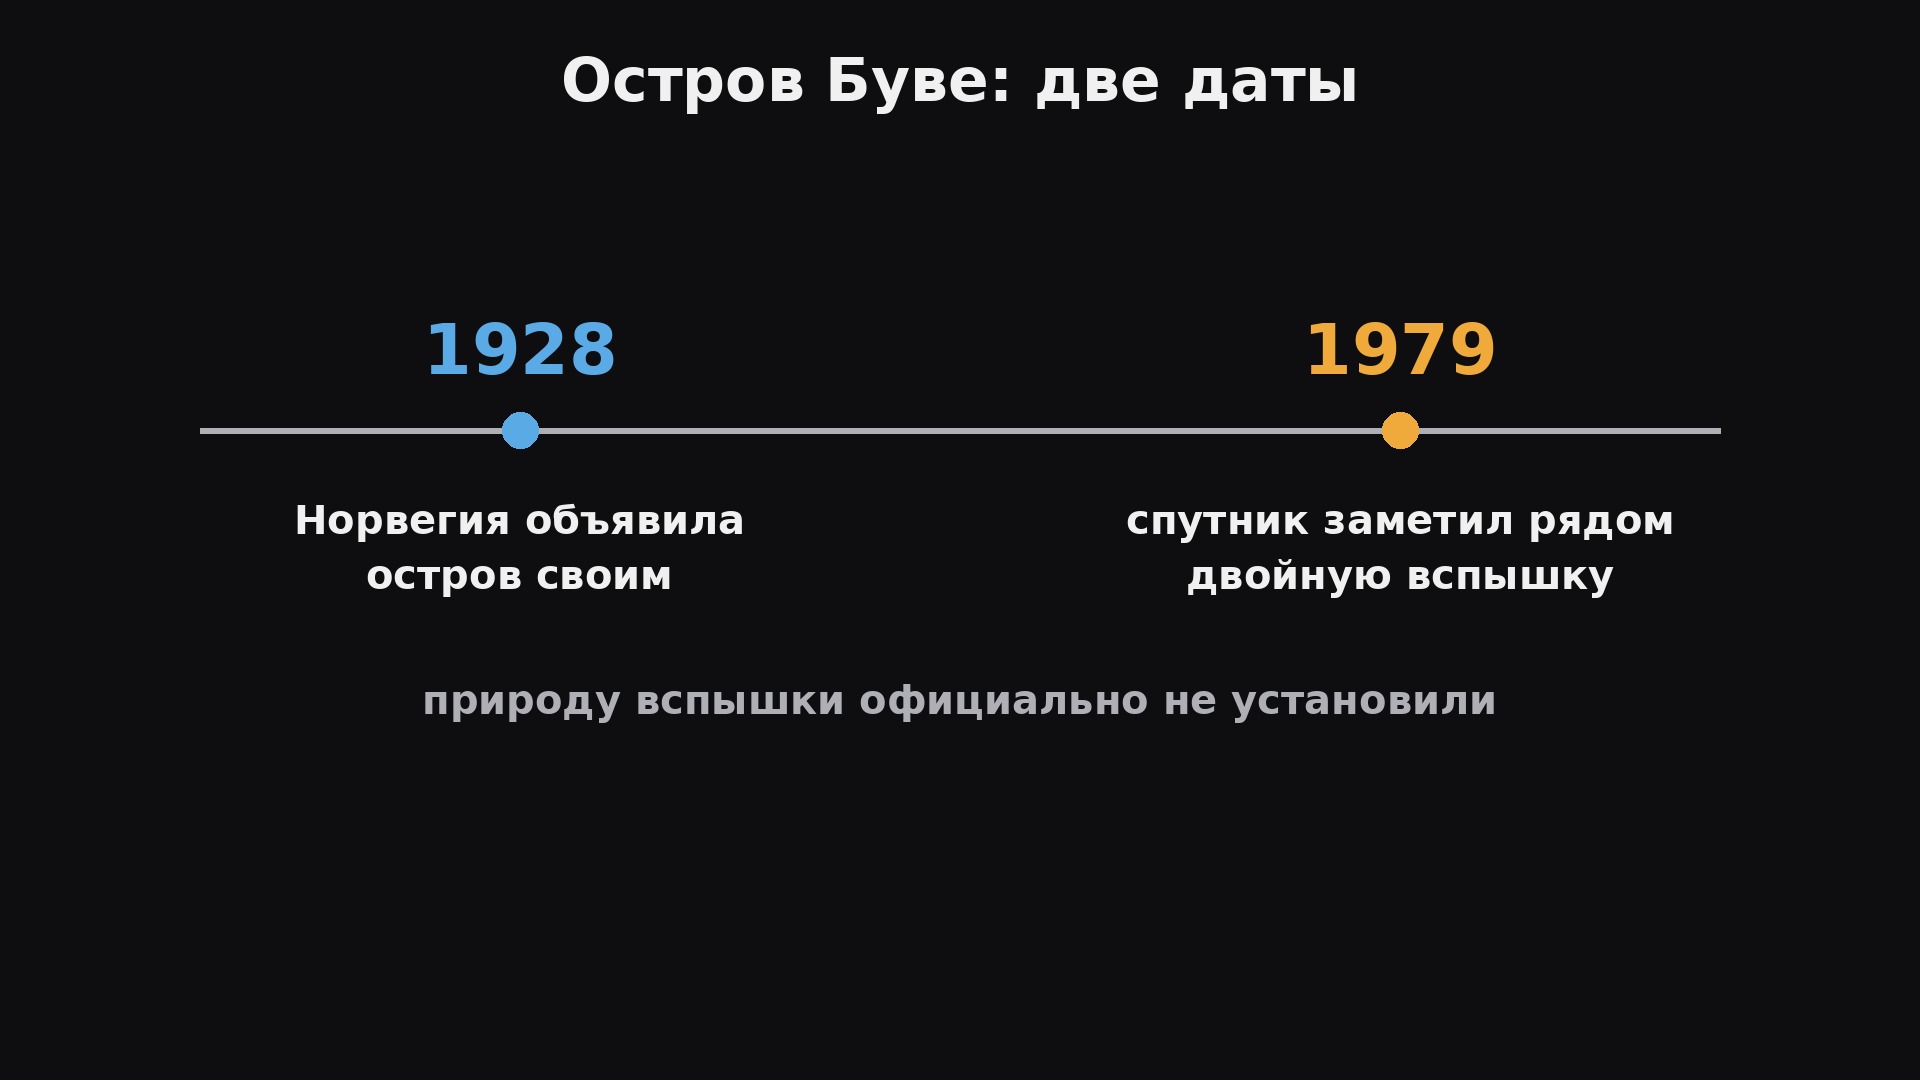 Остров Буве: две даты
1928
1979
Норвегия объявила
остров своим
спутник заметил рядом
двойную вспышку
природу вспышки официально не установили